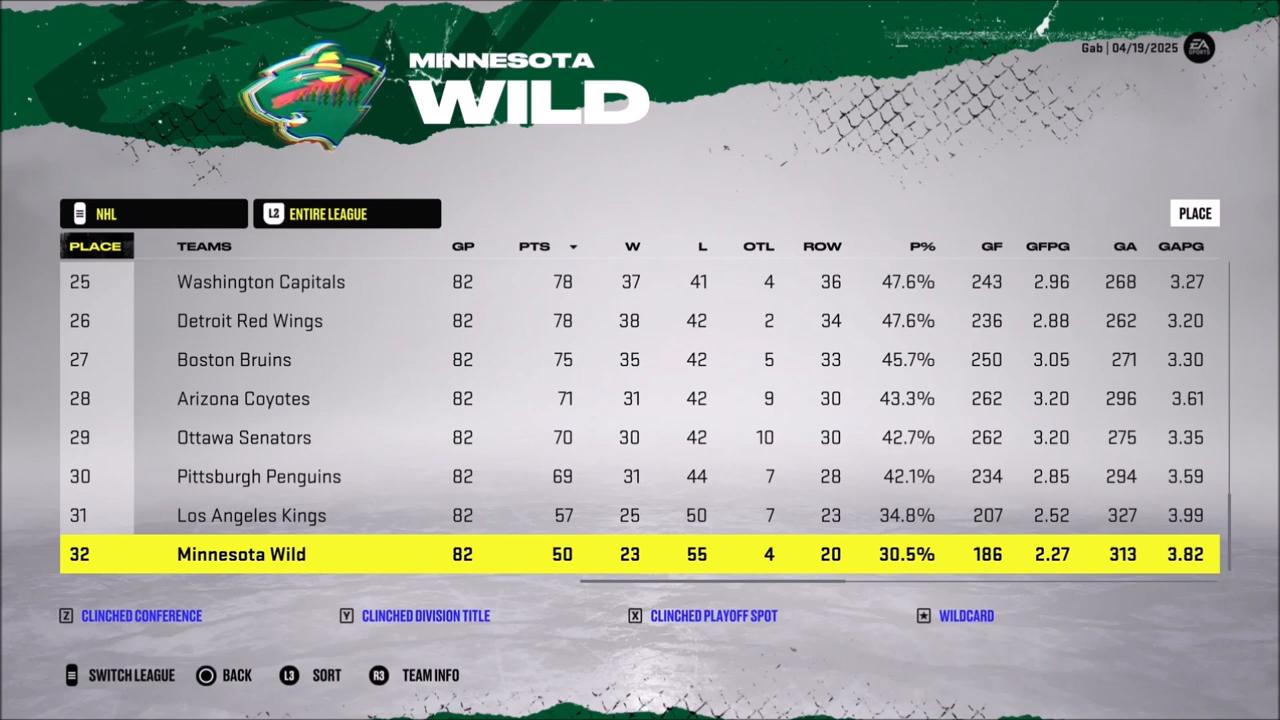 MINNESOTA
WILD
Gab | 04/19/2025 EA SPORTS
NHL L2 ENTIRE LEAGUE PLACE
PLACE TEAMS GP PTS W L OTL ROW P% GF GFPG GA GAPG
25 Washington Capitals 82 78 37 41 4 36 47.6% 243 2.96 268 3.27
26 Detroit Red Wings 82 78 38 42 2 34 47.6% 236 2.88 262 3.20
27 Boston Bruins 82 75 35 42 5 33 45.7% 250 3.05 271 3.30
28 Arizona Coyotes 82 71 31 42 9 30 43.3% 262 3.20 296 3.61
29 Ottawa Senators 82 70 30 42 10 30 42.7% 262 3.20 275 3.35
30 Pittsburgh Penguins 82 69 31 44 7 28 42.1% 234 2.85 294 3.59
31 Los Angeles Kings 82 57 25 50 7 23 34.8% 207 2.52 327 3.99
32 Minnesota Wild 82 50 23 55 4 20 30.5% 186 2.27 313 3.82
Z CLINCHED CONFERENCE Y CLINCHED DIVISION TITLE X CLINCHED PLAYOFF SPOT WILDCARD
SWITCH LEAGUE BACK L3 SORT R3 TEAM INFO